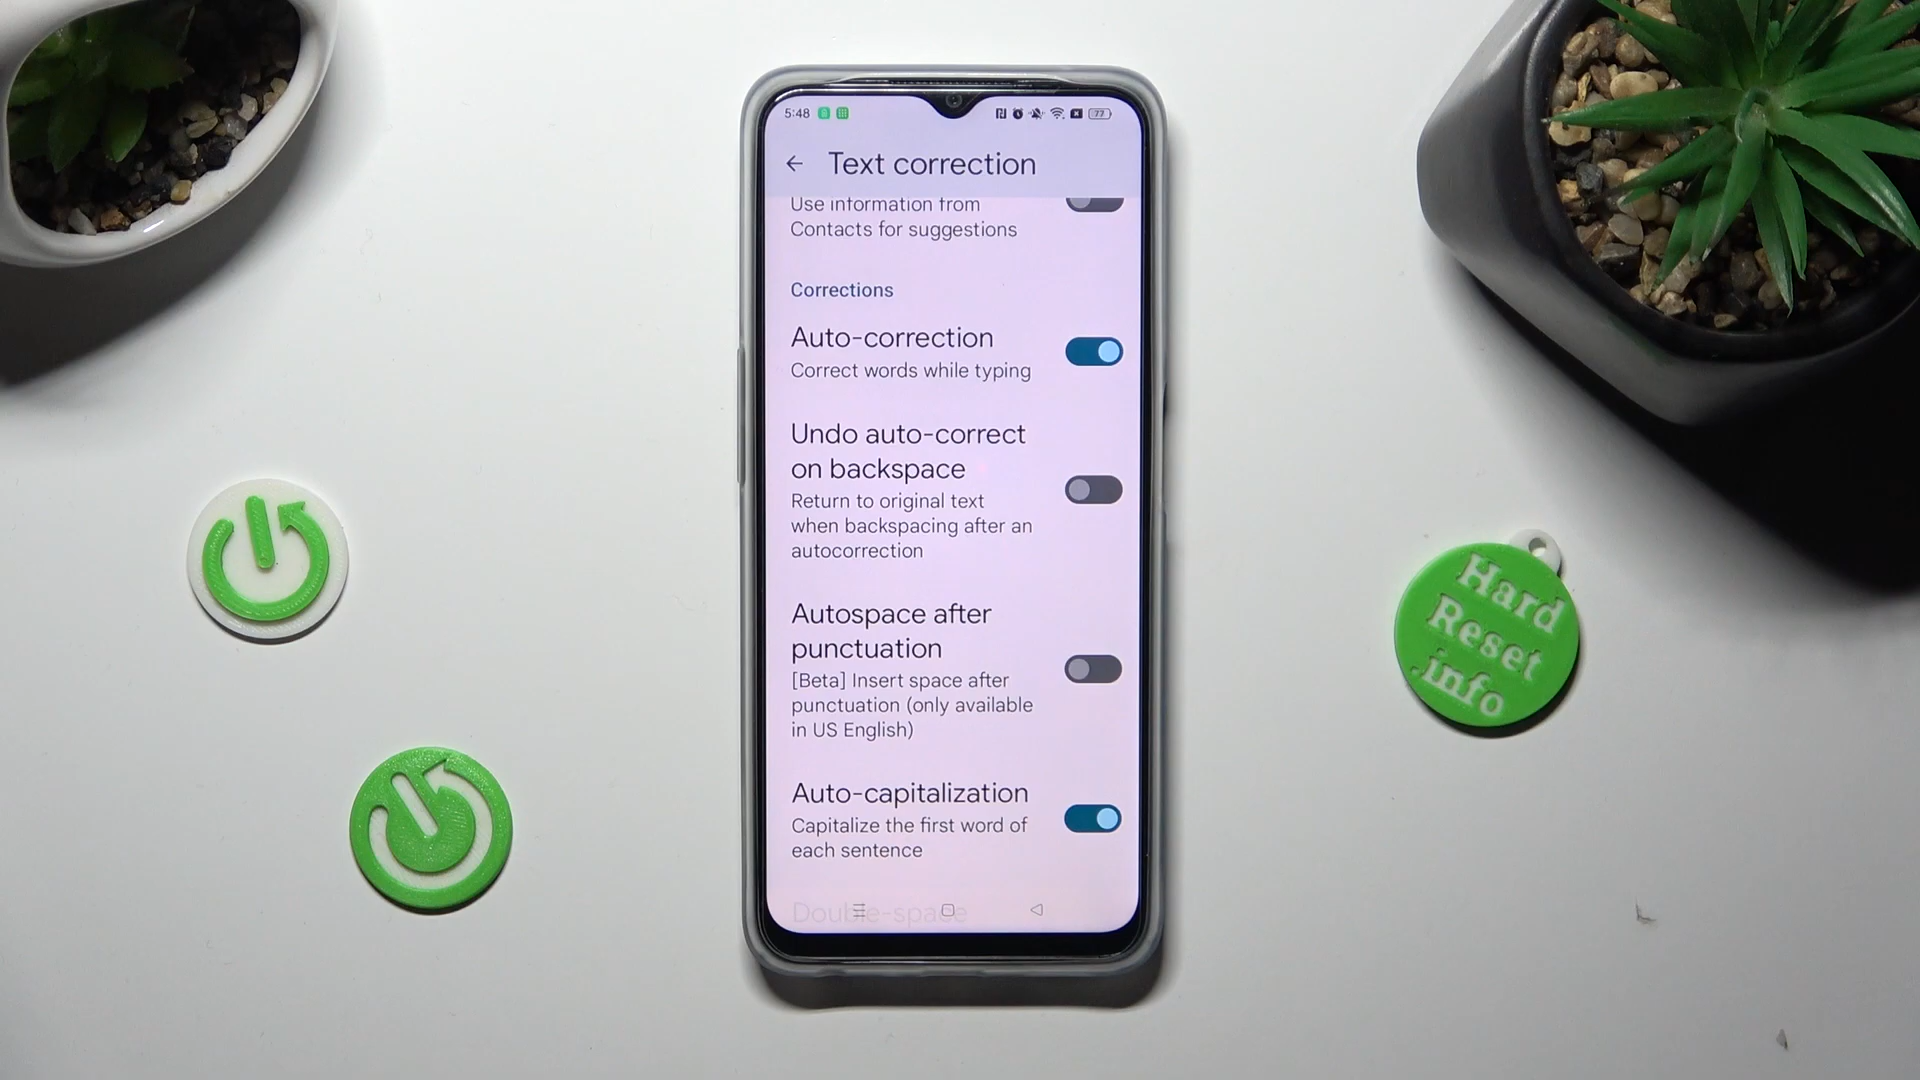 5:48
77
Text correction
Use information from
Contacts for suggestions
Corrections
Auto-correction
Correct words while typing
Undo auto-correct
on backspace
Return to original text
when backspacing after an
autocorrection
Autospace after
punctuation
[Beta] Insert space after
punctuation (only available
in US English)
Auto-capitalization
Capitalize the first word of
each sentence
Double-space
Hard
Reset
.info